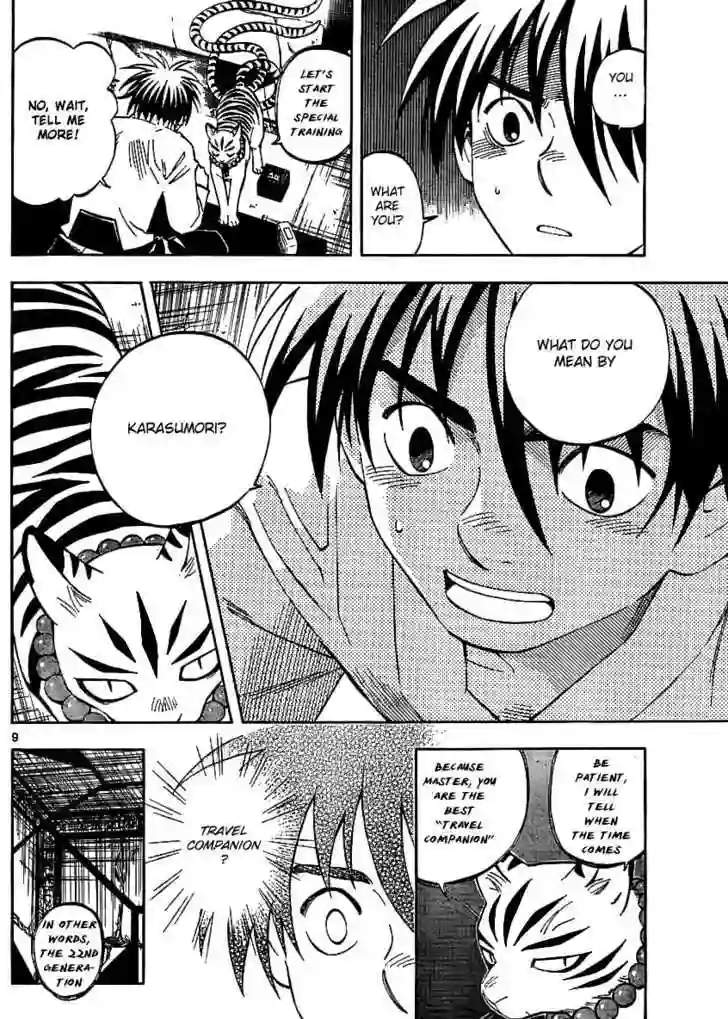 YOU
...
WHAT
ARE
YOU?
LET'S
START
THE
SPECIAL
TRAINING
NO, WAIT,
TELL ME
MORE!
WHAT DO YOU
MEAN BY
KARASUMORI?
9
BE
PATIENT,
I WILL
TELL
WHEN
THE TIME
COMES
BECAUSE
MASTER, YOU
ARE THE
BEST
"TRAVEL
COMPANION"
TRAVEL
COMPANION
?
IN OTHER
WORDS,
THE 22ND
GENERA-
TION